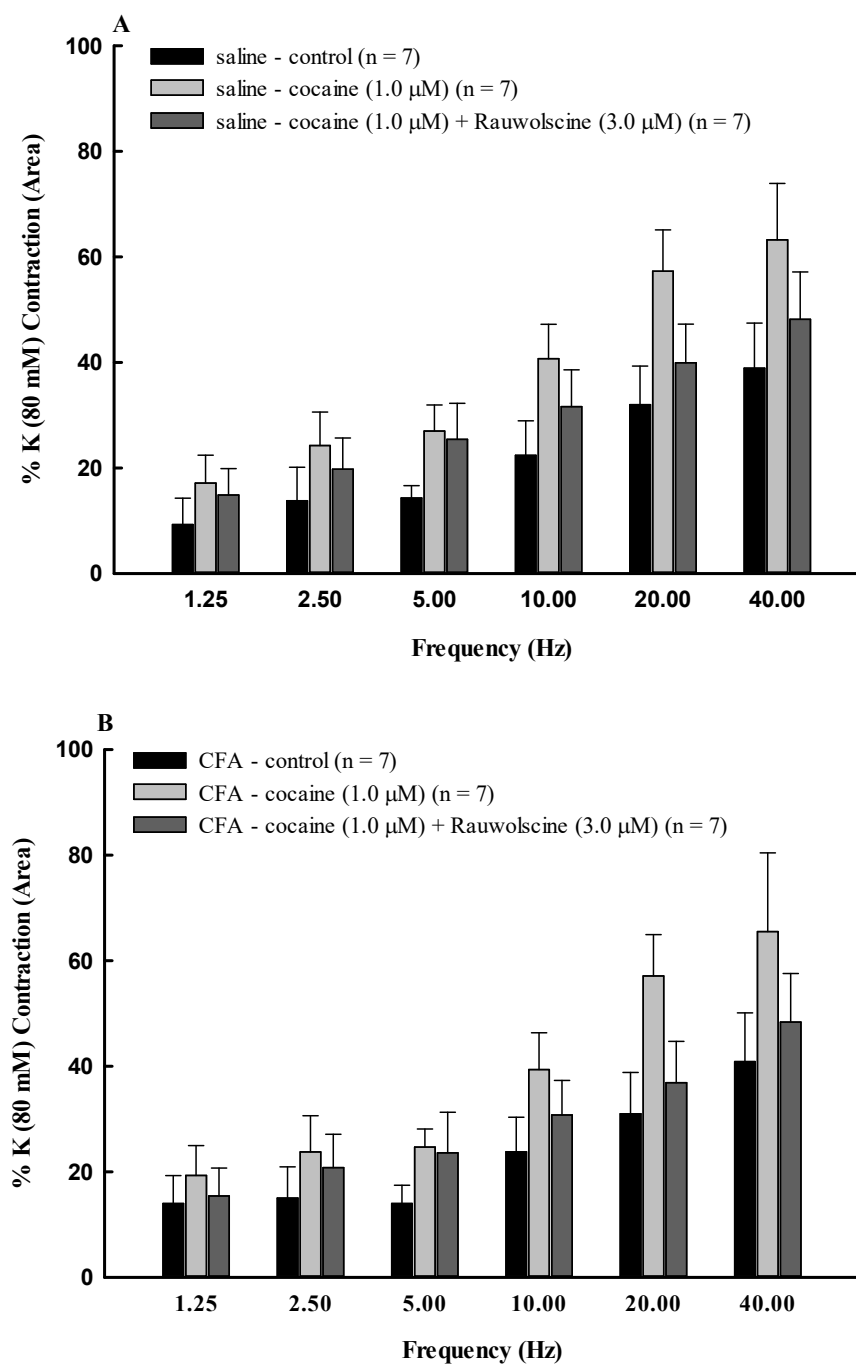 A
saline - control (n = 7)
saline - cocaine (1.0 μM) (n = 7)
saline - cocaine (1.0 μM) + Rauwolscine (3.0 μM) (n = 7)
% K (80 mM) Contraction (Area)
100
80
60
40
20
0
1.25 2.50 5.00 10.00 20.00 40.00
Frequency (Hz)
B
CFA - control (n = 7)
CFA - cocaine (1.0 μM) (n = 7)
CFA - cocaine (1.0 μM) + Rauwolscine (3.0 μM) (n = 7)
% K (80 mM) Contraction (Area)
100
80
60
40
20
0
1.25 2.50 5.00 10.00 20.00 40.00
Frequency (Hz)